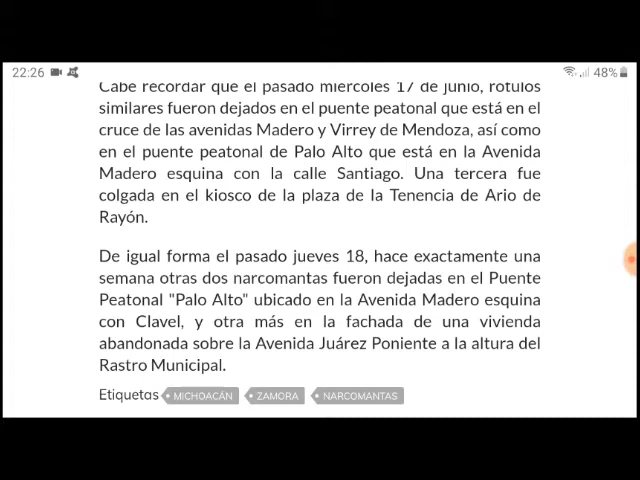 22:26
48%
Cabe recordar que el pasado miércoles 17 de junio, rótulos
similares fueron dejados en el puente peatonal que está en el
cruce de las avenidas Madero y Virrey de Mendoza, así como
en el puente peatonal de Palo Alto que está en la Avenida
Madero esquina con la calle Santiago. Una tercera fue
colgada en el kiosco de la plaza de la Tenencia de Ario de
Rayón.
De igual forma el pasado jueves 18, hace exactamente una
semana otras dos narcomantas fueron dejadas en el Puente
Peatonal "Palo Alto" ubicado en la Avenida Madero esquina
con Clavel, y otra más en la fachada de una vivienda
abandonada sobre la Avenida Juárez Poniente a la altura del
Rastro Municipal.
Etiquetas MICHOACÁN ZAMORA NARCOMANTAS